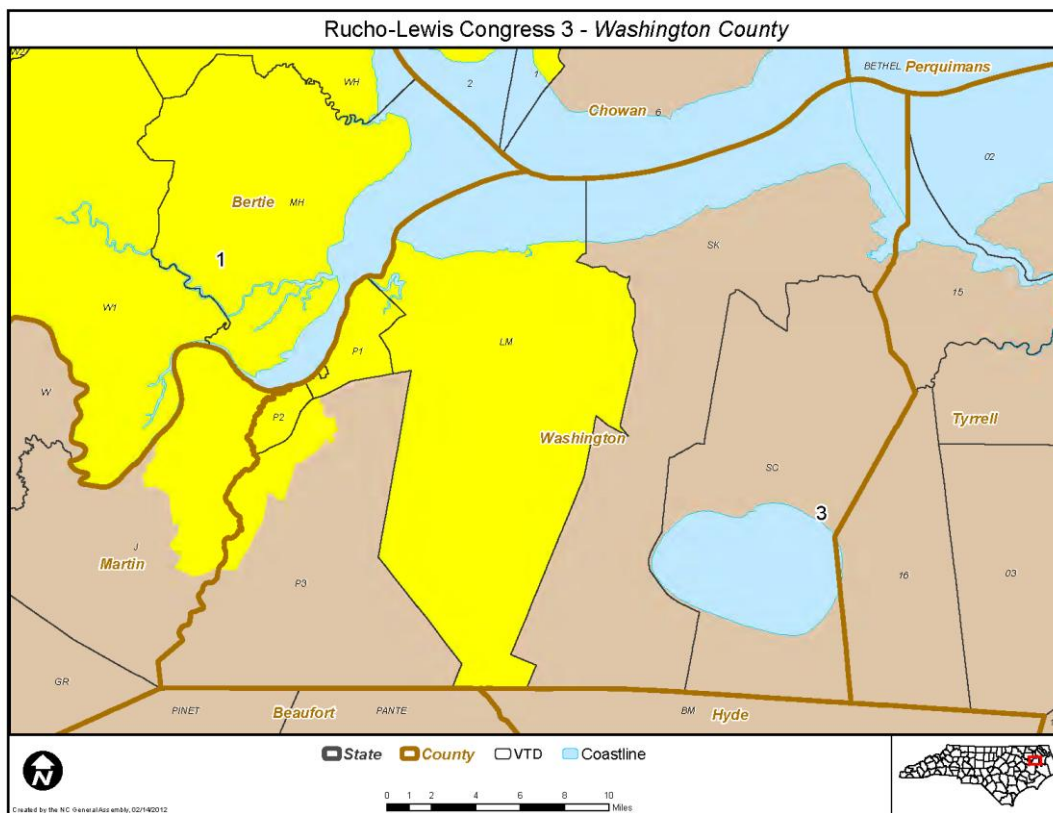 Rucho-Lewis Congress 3 - Washington County
WH
2
1
BETHEL
Perquimans
Chowan
6
02
Bertie
MH
SK
1
W1
15
LM
P1
W
P2
Tyrrell
Washington
SC
3
J
Martin
P3
16
03
GR
PINET
Beaufort
PANTE
BM
Hyde
N
State
County
VTD
Coastline
0 1 2 4 6 8 10
Miles
Created by the NC General Assembly, 02/14/2012